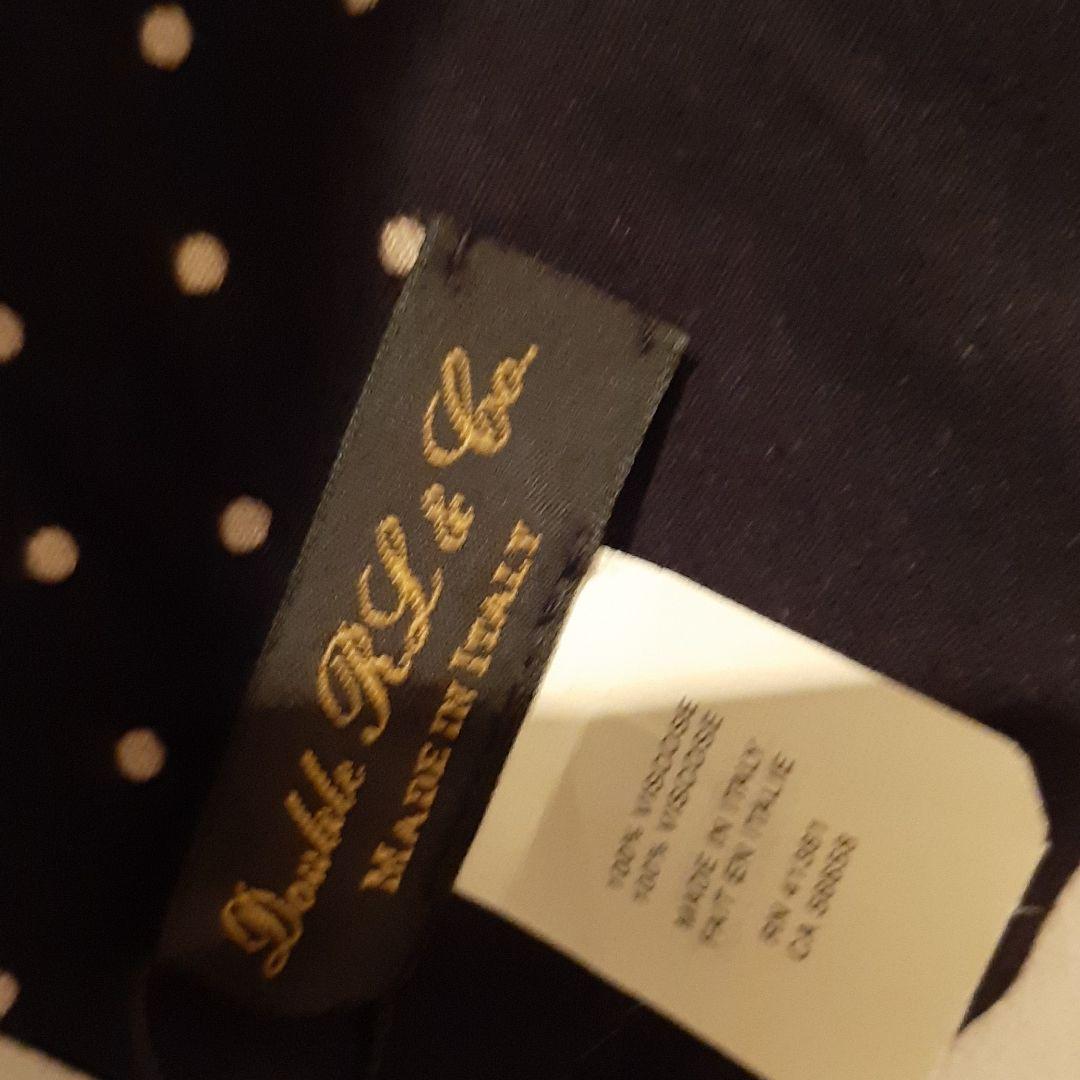 Double RL & Co
MADE IN ITALY
100% VISCOSE
100% VISCOSE
MADE IN ITALY
FAIT EN ITALIE
RN 41381
CA 56658